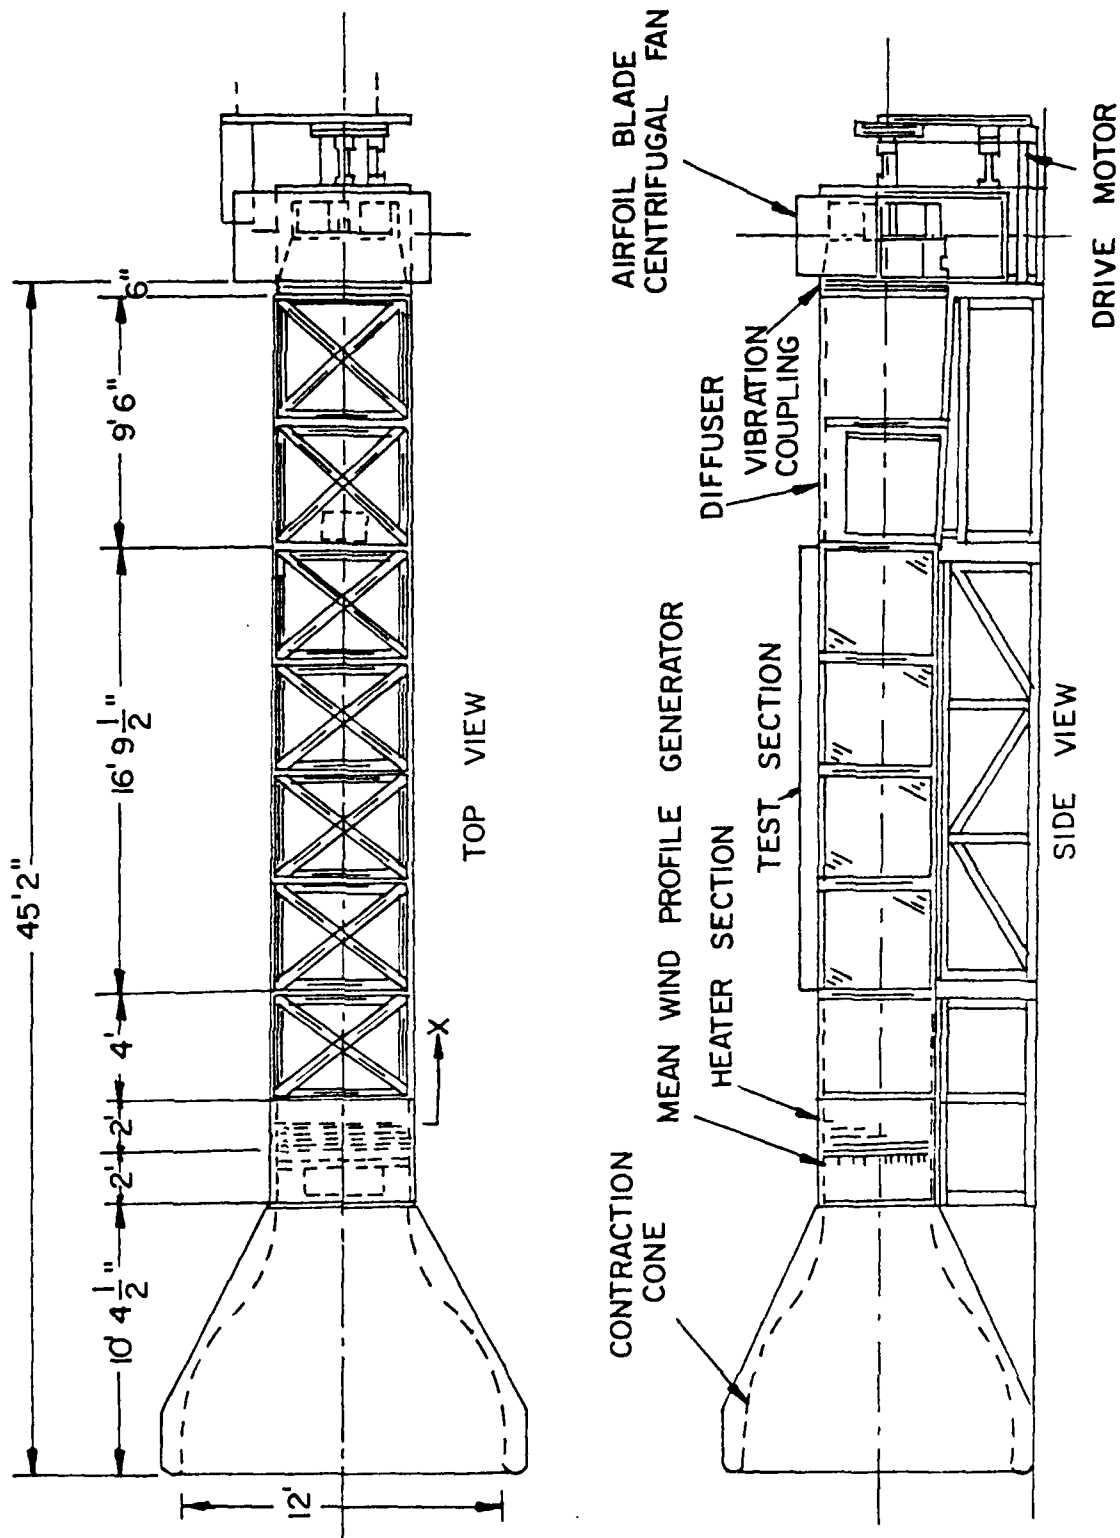 45'2"
10' 4 1/2"
2'
2'
4'
16' 9 1/2"
9' 6"
6"
12'
X
TOP VIEW
CONTRACTION
CONE
MEAN WIND PROFILE GENERATOR
HEATER SECTION
TEST SECTION
DIFFUSER
VIBRATION
COUPLING
AIRFOIL BLADE
CENTRIFUGAL FAN
DRIVE MOTOR
SIDE VIEW